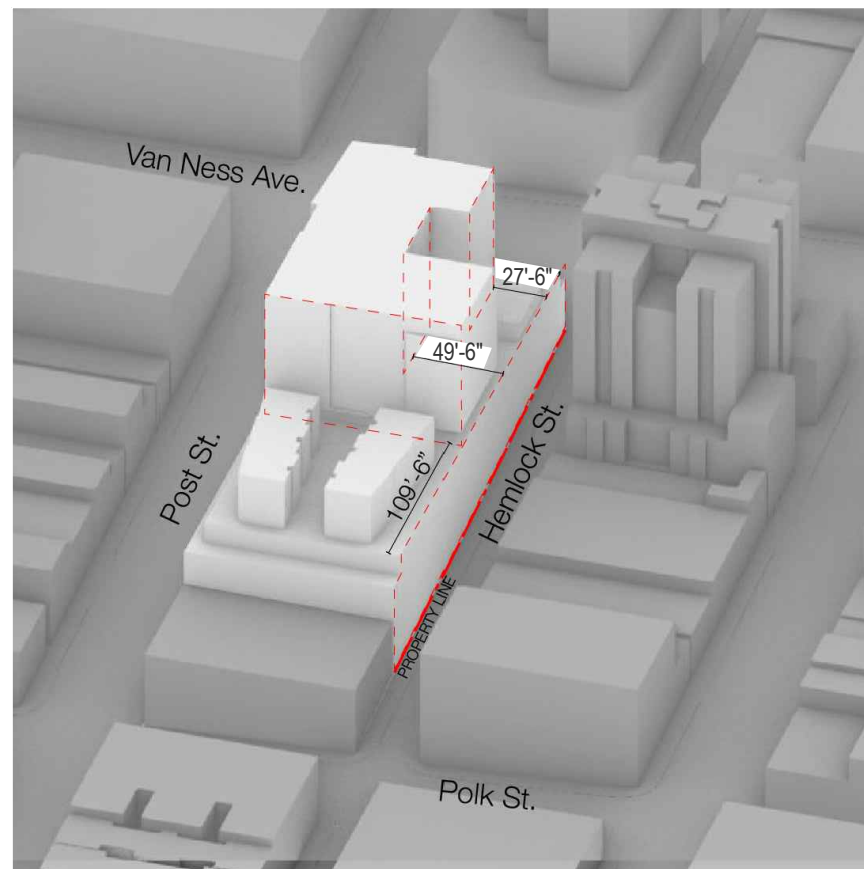 Van Ness Ave.
27'-6"
49'-6"
Post St.
109'-6"
Hemlock St.
PROPERTY LINE
Polk St.